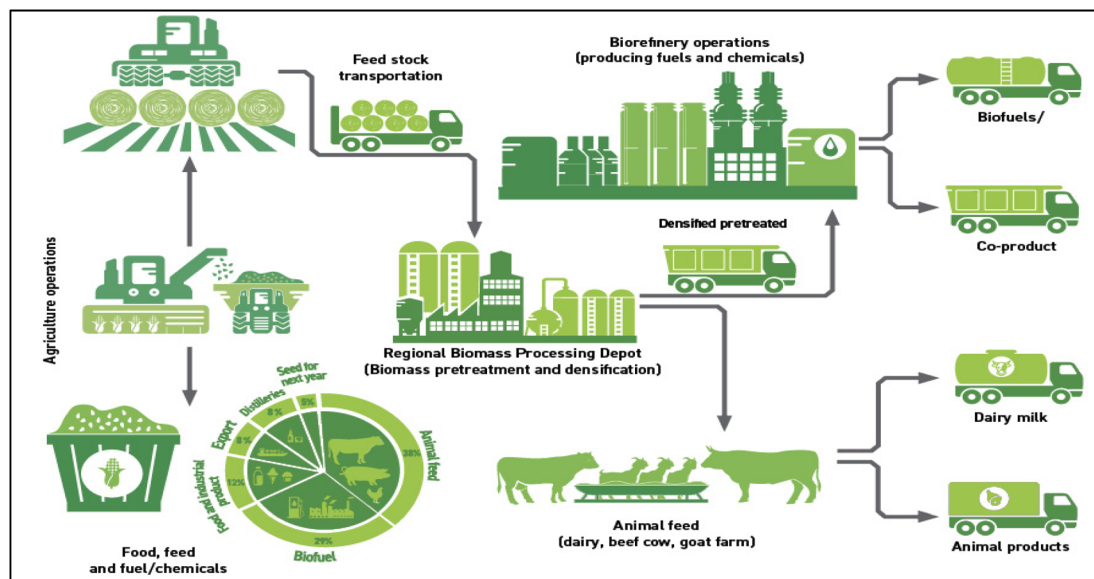 Feed stock
transportation
Biorefinery operations
(producing fuels and chemicals)
Biofuels/
Co-product
Densified pretreated
Agriculture operations
Regional Biomass Processing Depot
(Biomass pretreatment and densification)
Dairy milk
Animal feed
(dairy, beef cow, goat farm)
Animal products
Food, feed
and fuel/chemicals
Seed for
next year
5%
Distilleries
8%
Export
8%
Food and industrial
product
12%
Biofuel
29%
Animal feed
38%